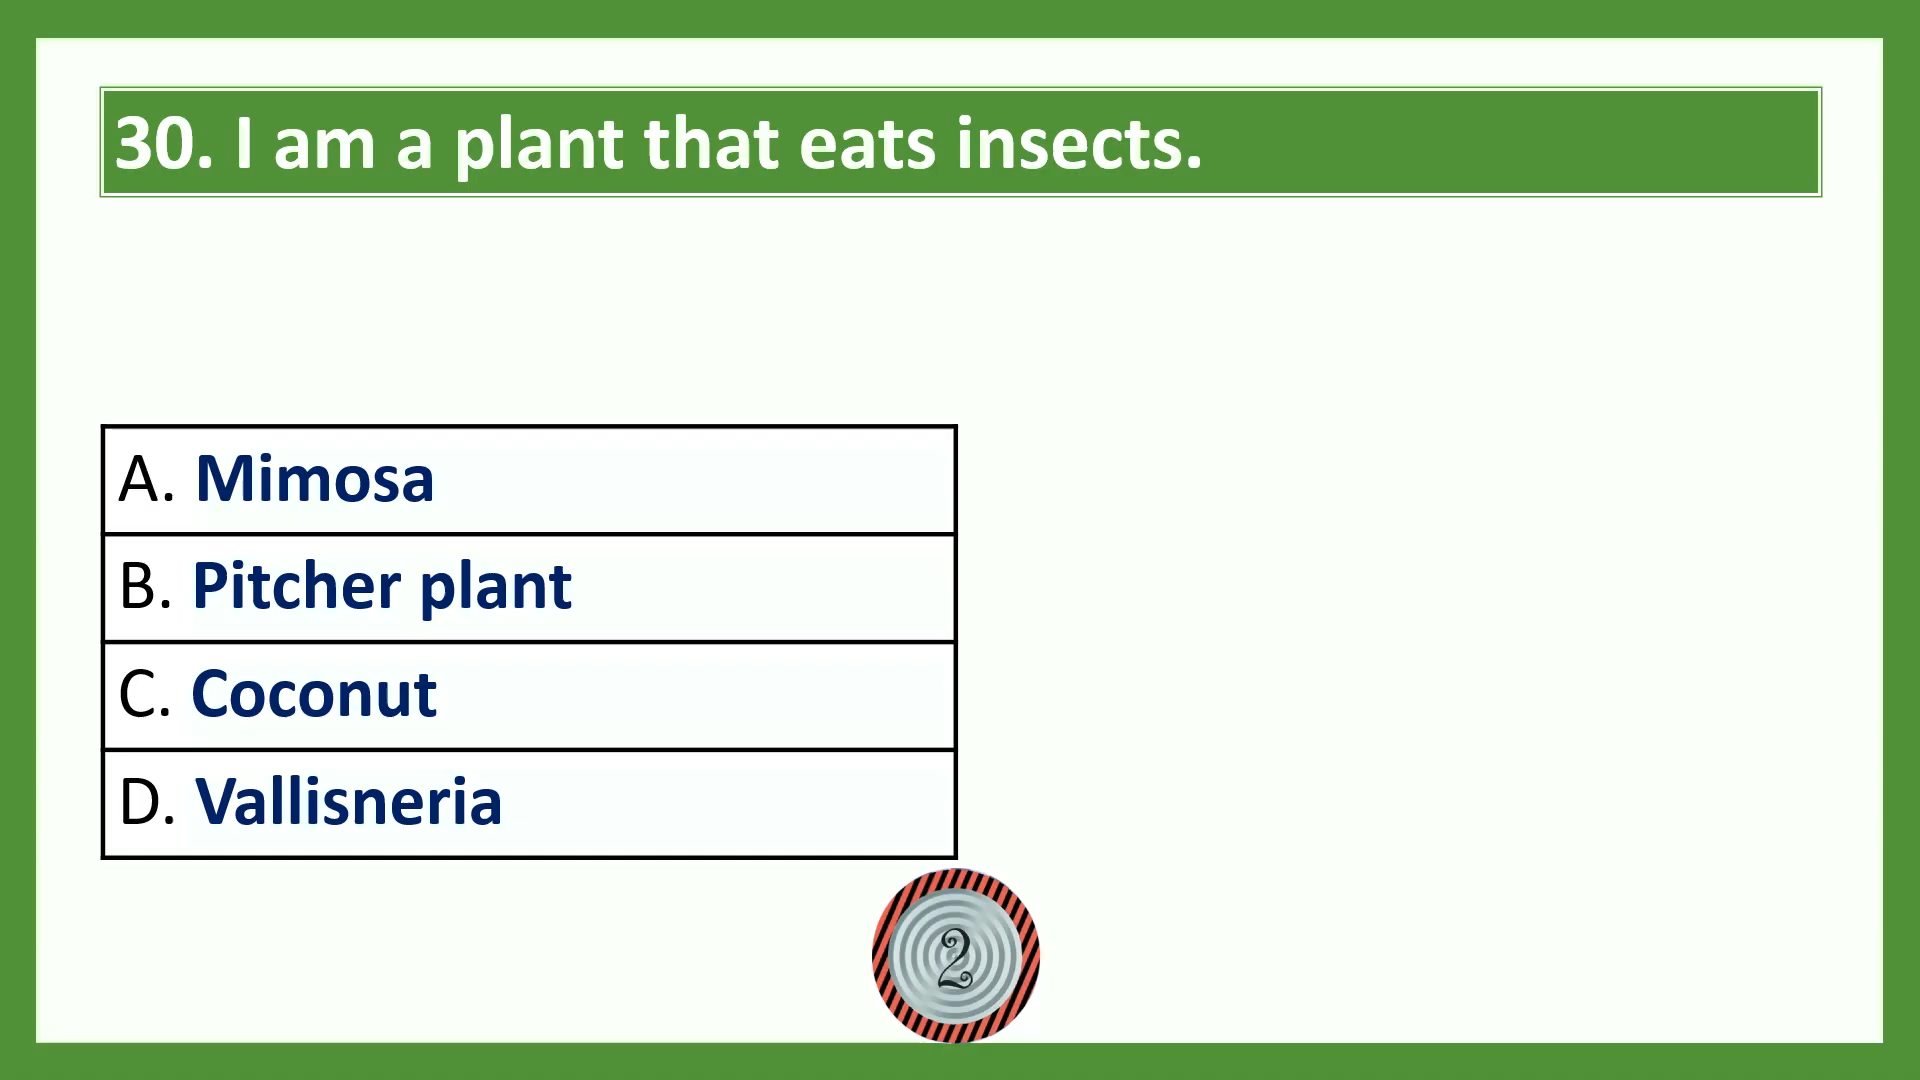 30. I am a plant that eats insects.
A. Mimosa
B. Pitcher plant
C. Coconut
D. Vallisneria
2